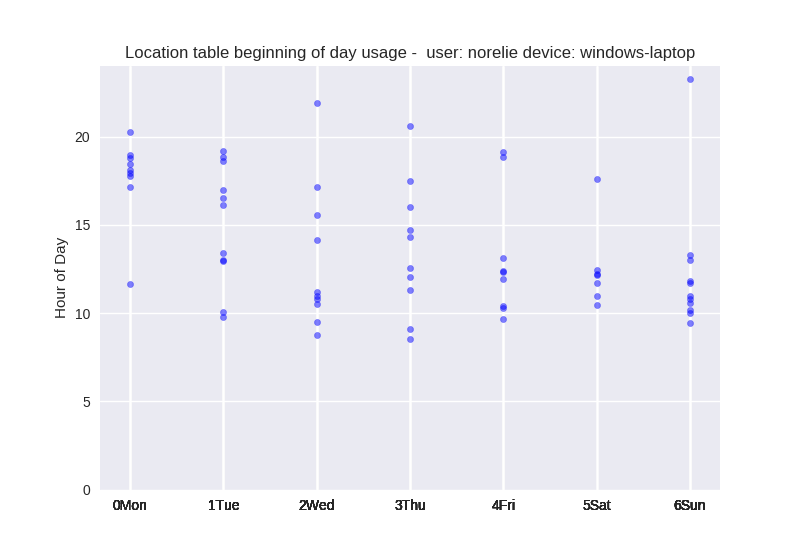 Location table beginning of day usage -  user: norelie device: windows-laptop
Hour of Day
20
15
10
5
0
0Mon 1Tue 2Wed 3Thu 4Fri 5Sat 6Sun